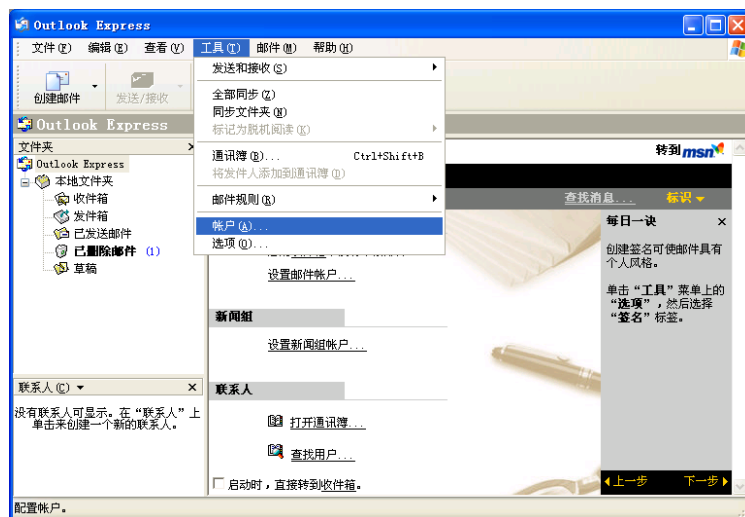 Outlook Express
文件(F) 编辑(E) 查看(V) 工具(T) 邮件(M) 帮助(H)
创建邮件 发送/接收
发送和接收(S)
全部同步(Z)
同步文件夹(N)
标记为脱机阅读(K)
通讯簿(B)... Ctrl+Shift+B
将发件人添加到通讯簿(D)
邮件规则(R)
帐户(A)...
选项(O)...
Outlook Express
文件夹
Outlook Express
本地文件夹
收件箱
发件箱
已发送邮件
已删除邮件 (1)
草稿
转到 msn
查找消息... 标识
设置邮件帐户...
新闻组
设置新闻组帐户...
联系人
打开通讯簿...
查找用户...
启动时，直接转到收件箱。
每日一诀
创建签名可使邮件具有
个人风格。
单击“工具”菜单上的
“选项”，然后选择
“签名”标签。
上一步 下一步
联系人(C)
没有联系人可显示。在“联系人”上
单击来创建一个新的联系人。
配置帐户。